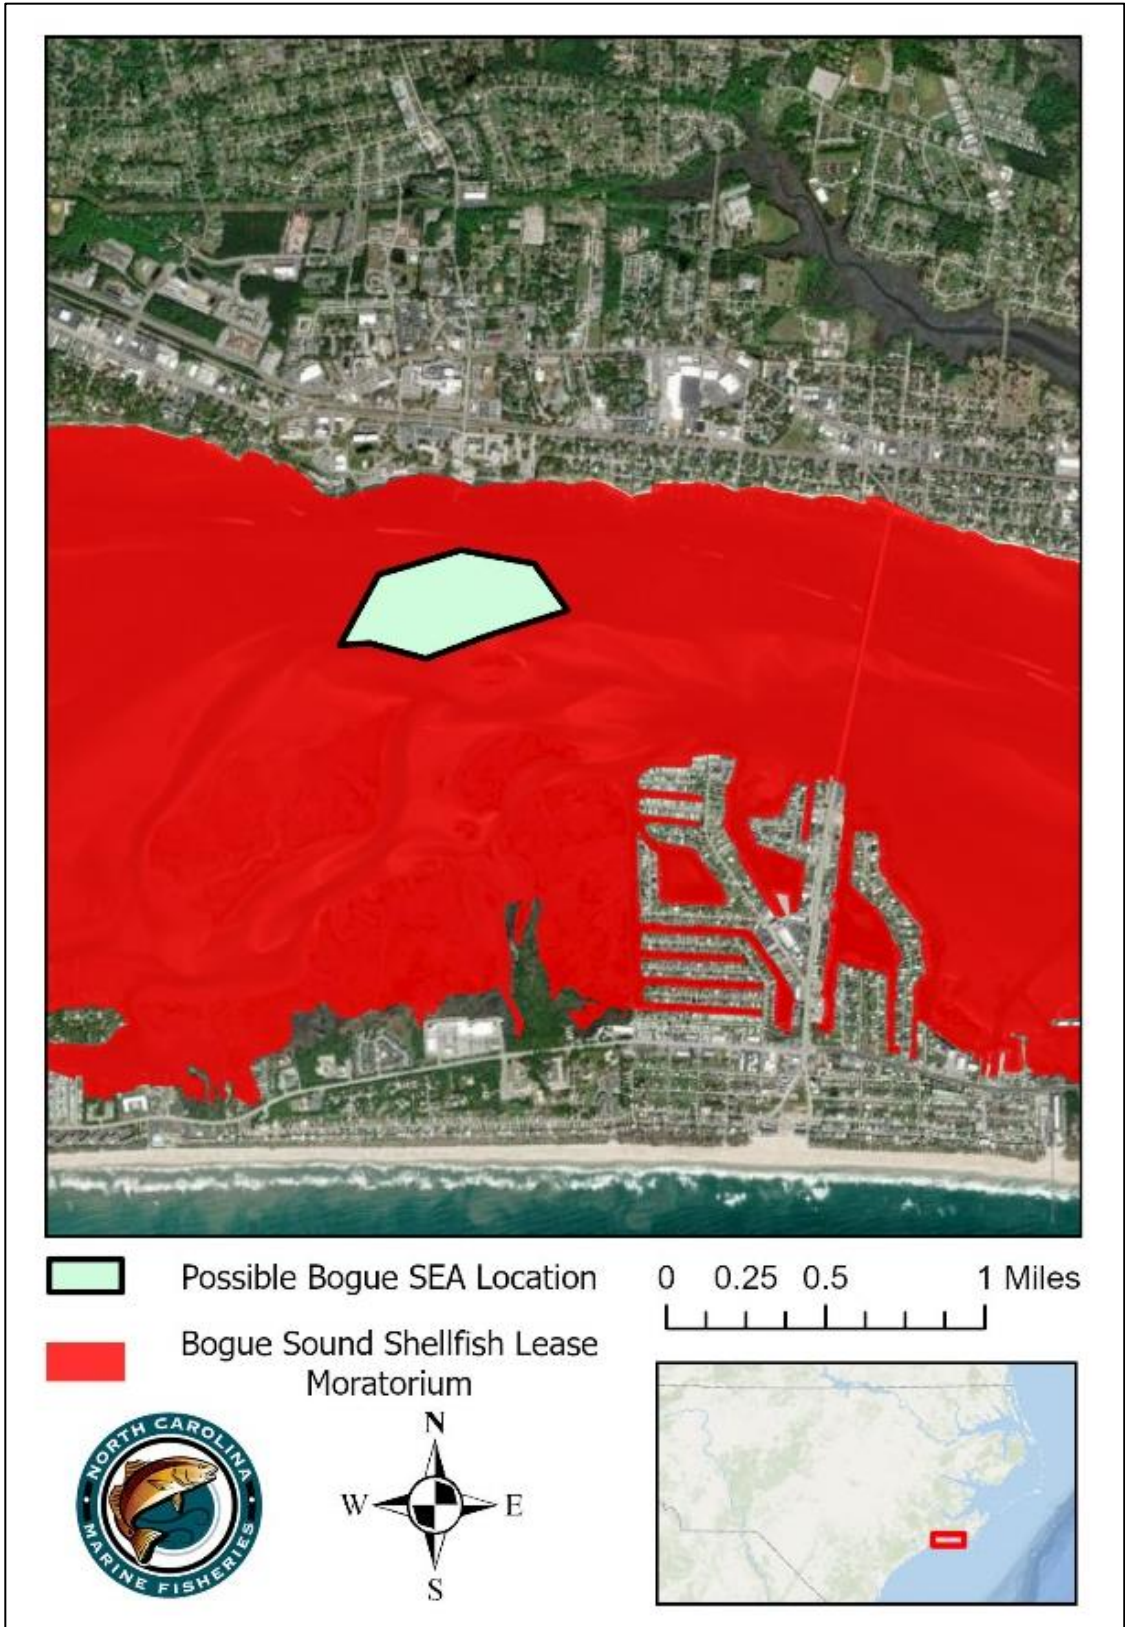 Possible Bogue SEA Location
0 0.25 0.5 1 Miles
Bogue Sound Shellfish Lease
Moratorium
NORTH CAROLINA
MARINE FISHERIES
N
W E
S